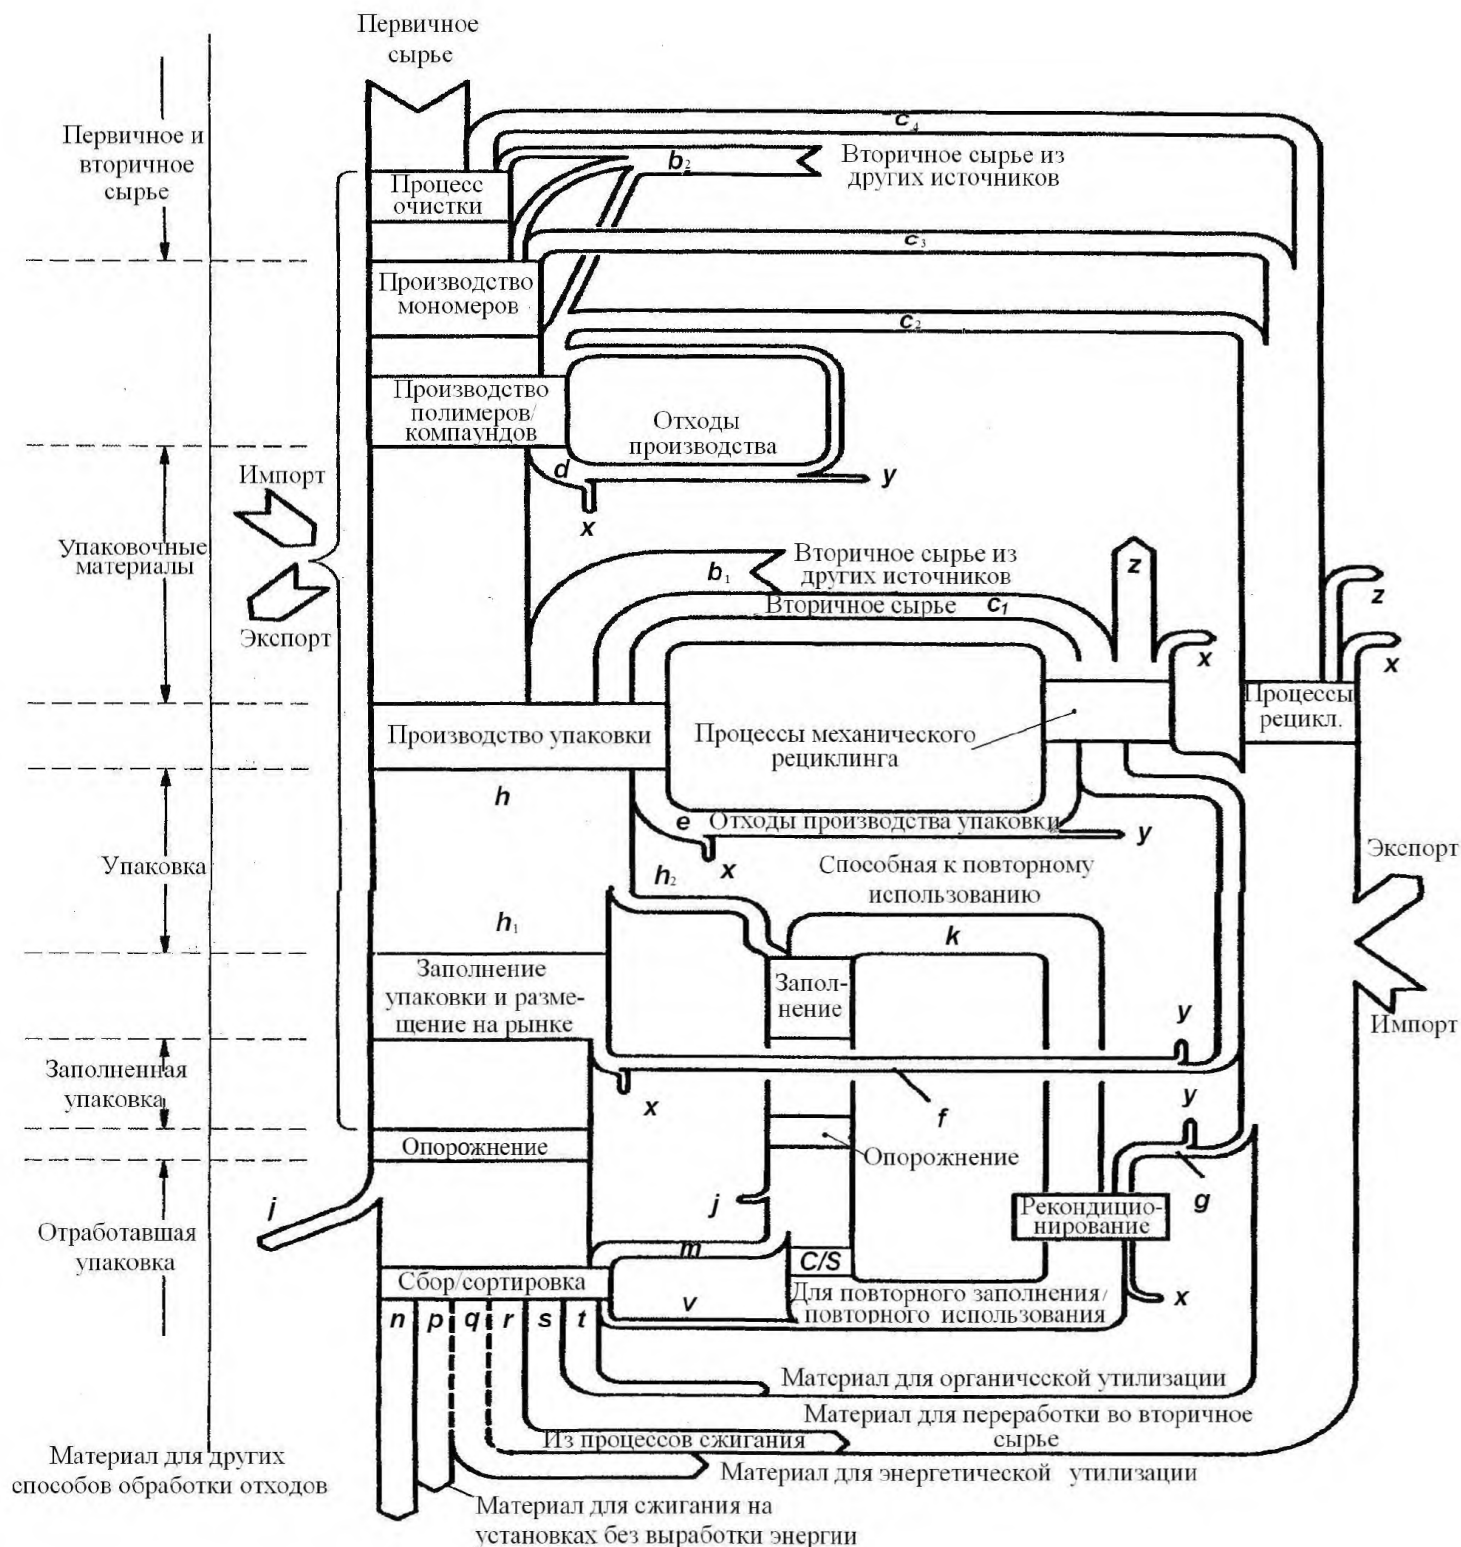 Первичное
сырье
Первичное и
вторичное
сырье
c₄
b₂
Вторичное сырье из
других источников
Процесс
очистки
c₃
Производство
мономеров
c₂
Производство
полимеров/
компаундов
Отходы
производства
d
y
x
Импорт
Упаковочные
материалы
Экспорт
b₁
Вторичное сырье из
других источников
Вторичное сырье c₁
z
z
x
x
Производство упаковки
Процессы механического
рециклинга
Процессы
рецикл.
h
e Отходы производства упаковки
y
x
Упаковка
h₂
Способная к повторному
использованию
Экспорт
h₁
k
Заполнение
упаковки и разме-
щение на рынке
Запол-
нение
Импорт
y
Заполненная
упаковка
x
f
y
Опорожнение
Опорожнение
g
j
i
Рекондицио-
нирование
Отработавшая
упаковка
m
C/S
Сбор/сортировка
v
Для повторного заполнения/
повторного использования
x
n p q r s t
Материал для органической утилизации
Материал для переработки во вторичное
сырье
Из процессов сжигания
Материал для других
способов обработки отходов
Материал для энергетической утилизации
Материал для сжигания на
установках без выработки энергии